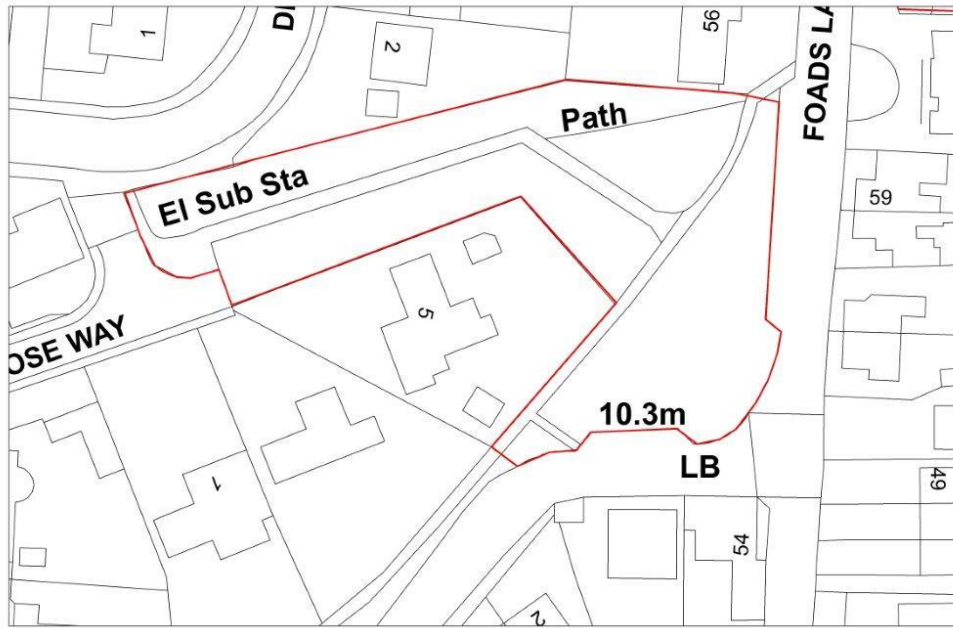 1
DI
2
56
FOADS LA
Path
El Sub Sta
59
5
OSE WAY
10.3m
LB
1
49
54
2